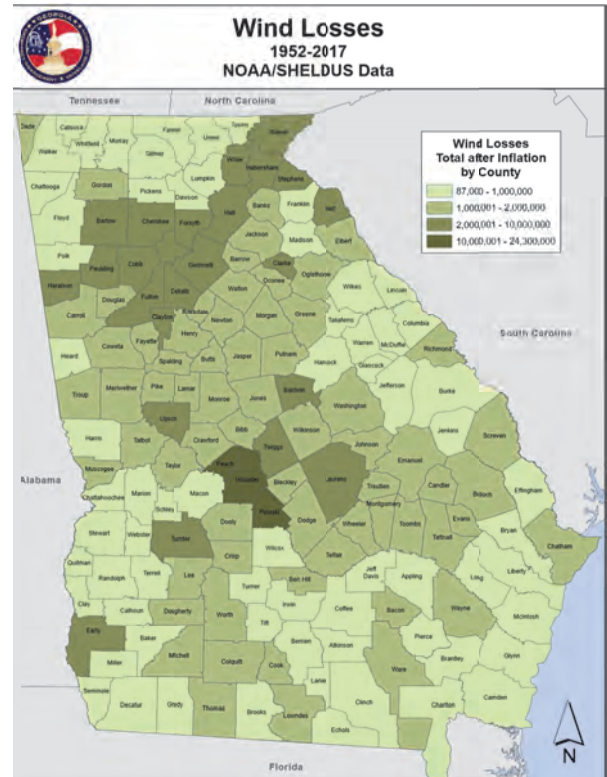 Wind Losses
1952-2017
NOAA/SHELDUS Data
Tennessee
North Carolina
Wind Losses
Total after Inflation
by County
87,000 - 1,000,000
1,000,001 - 2,000,000
2,000,001 - 10,000,000
10,000,001 - 24,300,000
Dade
Catoosa
Walker
Whitfield
Murray
Fannin
Gilmer
Union
Towns
Rabun
White
Habersham
Stephens
Lumpkin
Chattooga
Gordon
Pickens
Dawson
Hall
Banks
Franklin
Hart
Floyd
Bartow
Cherokee
Forsyth
Jackson
Madison
Elbert
Polk
Paulding
Cobb
Gwinnett
Barrow
Clarke
Oglethorpe
Wilkes
Lincoln
Haralson
Fulton
Dekalb
Walton
Oconee
Douglas
Clayton
Rockdale
Newton
Morgan
Greene
Taliaferro
Columbia
McDuffie
Warren
Carroll
Fayette
Henry
Coweta
Spalding
Butts
Jasper
Putnam
Hancock
Glascock
Richmond
South Carolina
Heard
Jefferson
Burke
Troup
Meriwether
Pike
Lamar
Monroe
Jones
Baldwin
Washington
Jenkins
Screven
Upson
Bibb
Wilkinson
Johnson
Harris
Talbot
Crawford
Twiggs
Emanuel
Alabama
Muscogee
Taylor
Peach
Houston
Bleckley
Laurens
Treutlen
Candler
Bulloch
Effingham
Chattahoochee
Marion
Macon
Schley
Pulaski
Dodge
Montgomery
Wheeler
Toombs
Evans
Tattnall
Bryan
Chatham
Stewart
Webster
Sumter
Dooly
Wilcox
Telfair
Crisp
Quitman
Randolph
Terrell
Lee
Turner
Ben Hill
Jeff
Davis
Appling
Long
Liberty
Clay
Calhoun
Dougherty
Worth
Irwin
Coffee
Bacon
Wayne
McIntosh
Early
Baker
Tift
Pierce
Miller
Mitchell
Colquitt
Cook
Berrien
Atkinson
Ware
Brantley
Glynn
Seminole
Decatur
Grady
Thomas
Brooks
Lowndes
Lanier
Clinch
Echols
Charlton
Camden
Florida
N